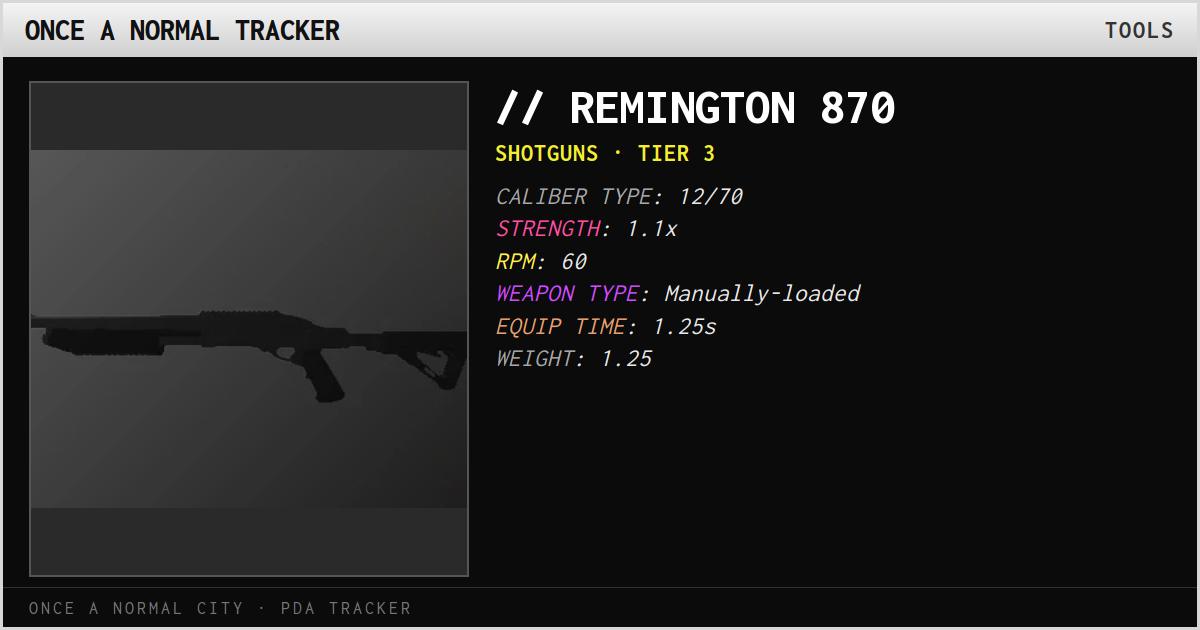 ONCE A NORMAL TRACKER
TOOLS
// REMINGTON 870
SHOTGUNS · TIER 3
CALIBER TYPE: 12/70
STRENGTH: 1.1x
RPM: 60
WEAPON TYPE: Manually-loaded
EQUIP TIME: 1.25s
WEIGHT: 1.25
ONCE A NORMAL CITY · PDA TRACKER